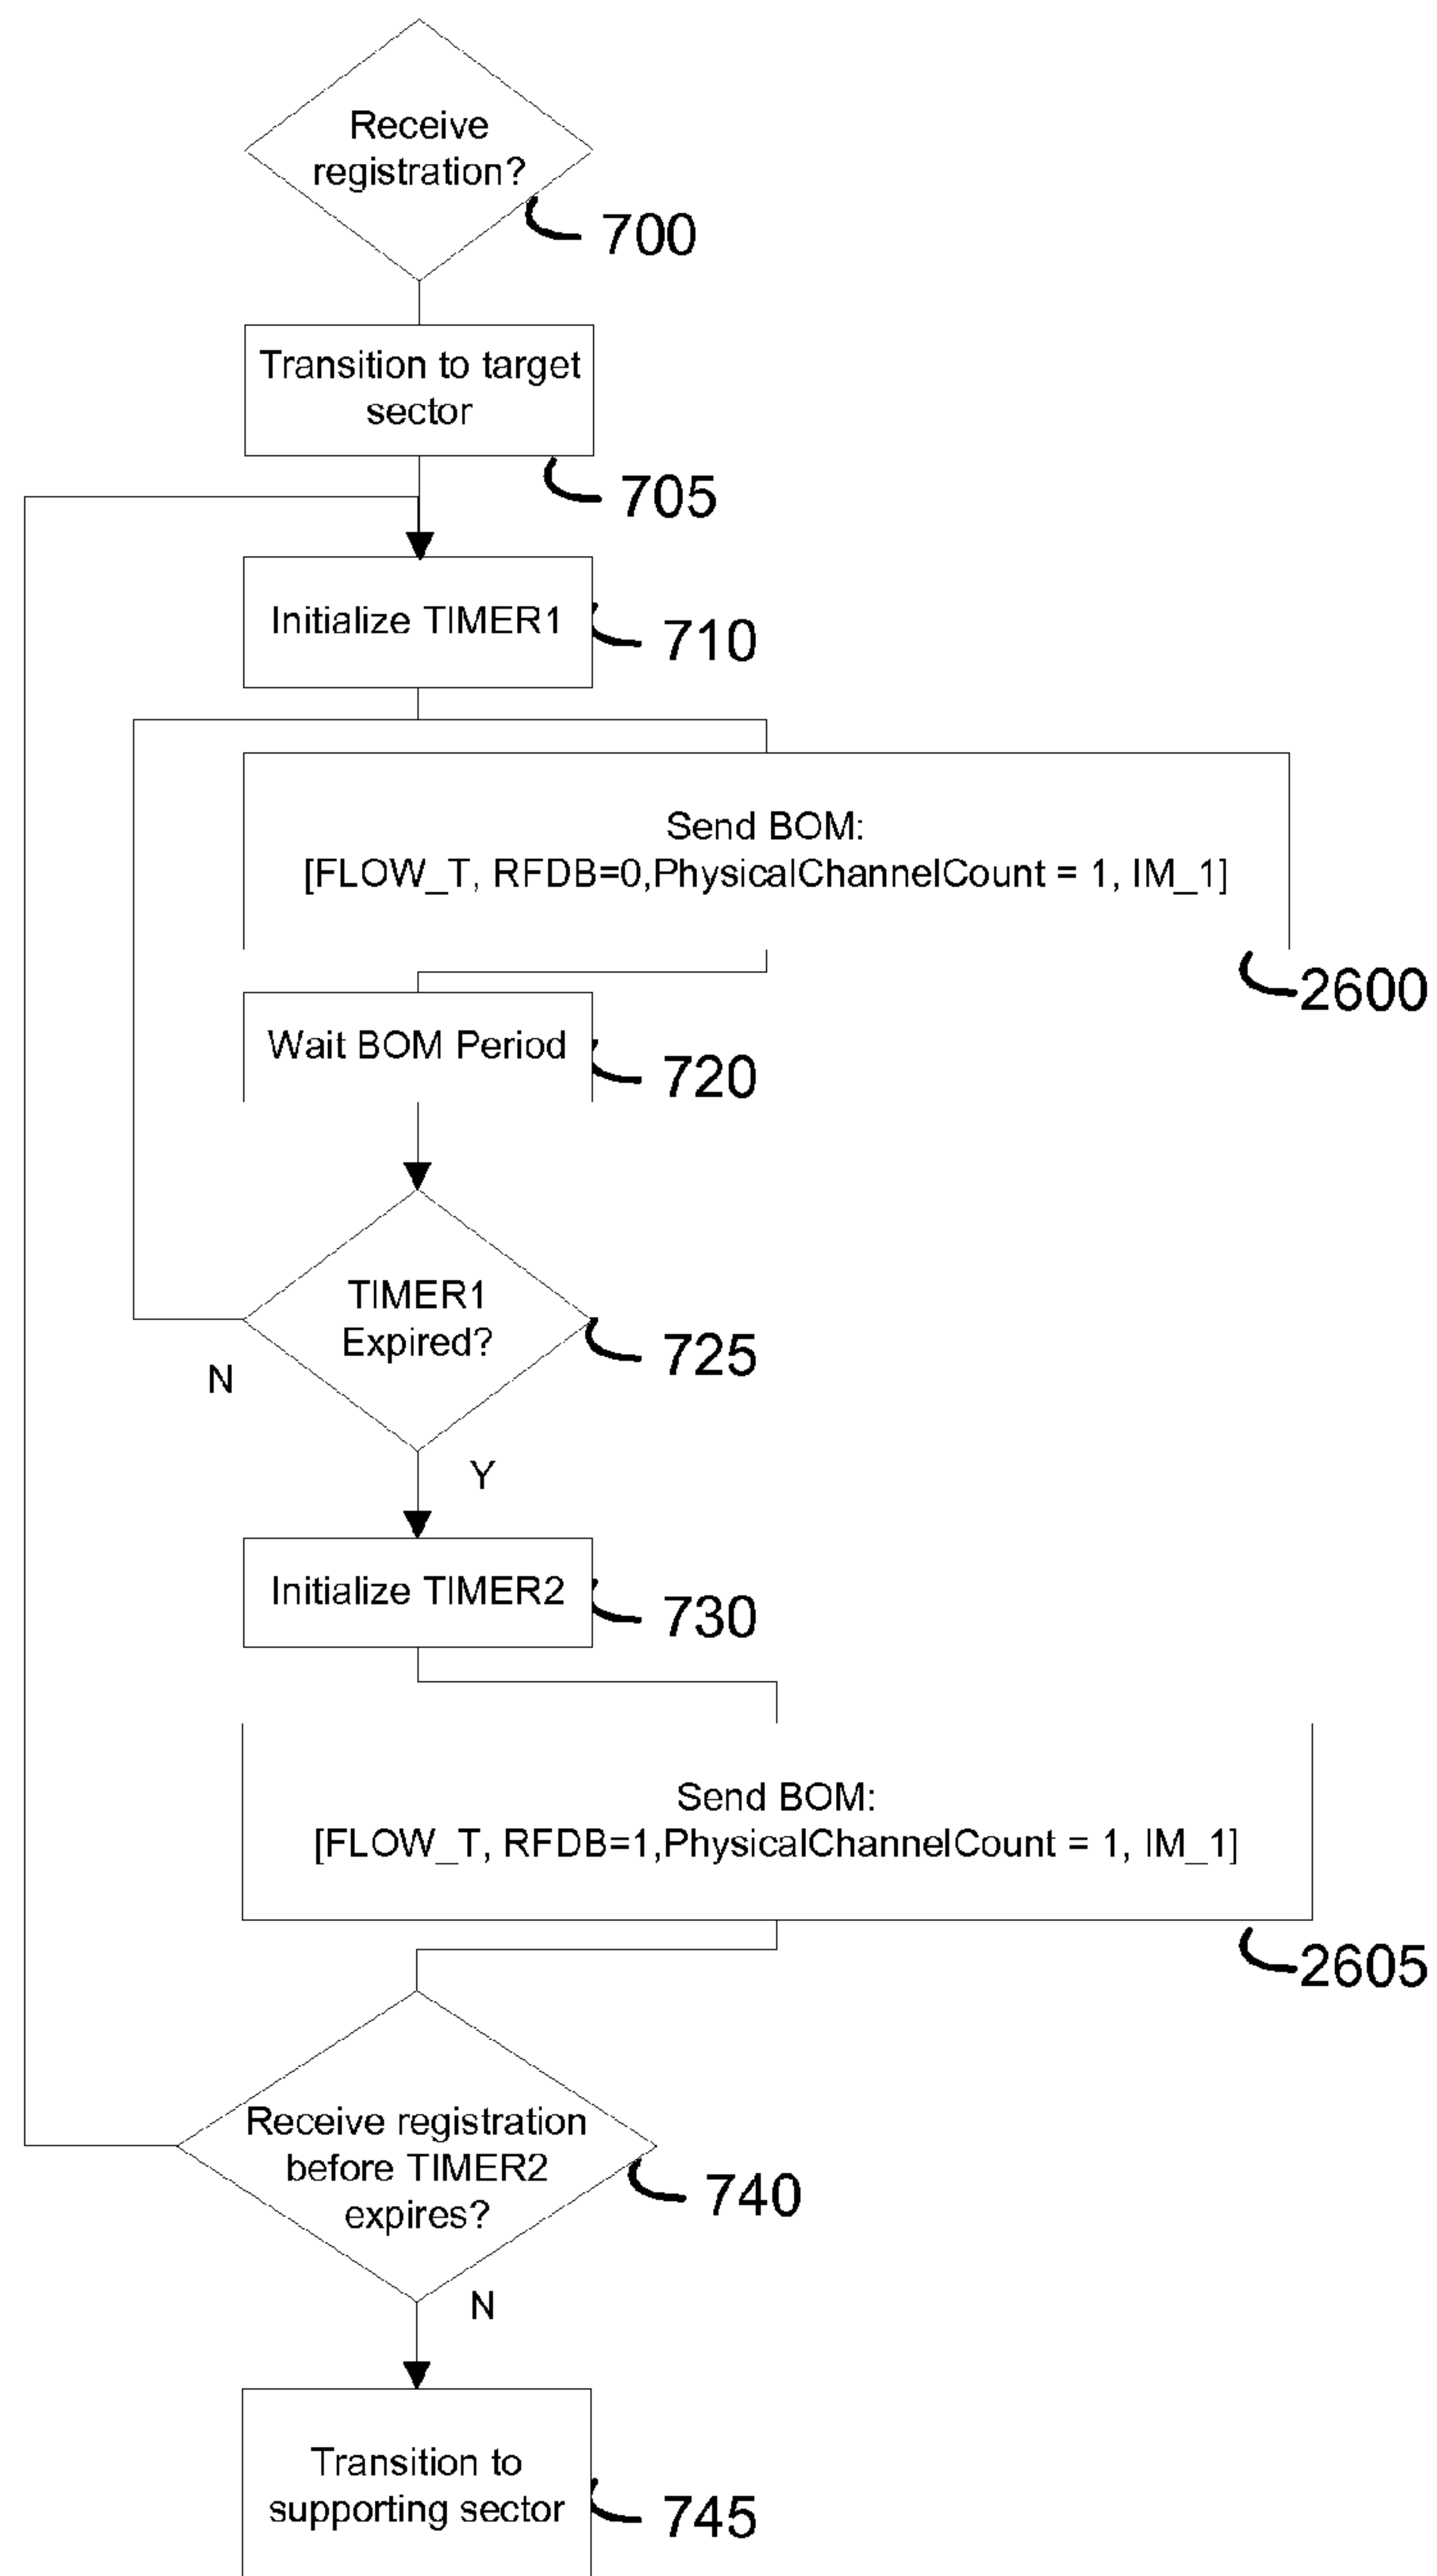 Receive
registration?
700
Transition to target
sector
705
Initialize TIMER1
710
Send BOM:
[FLOW_T, RFDB=0,PhysicalChannelCount = 1, IM_1]
2600
Wait BOM Period
720
TIMER1
Expired?
725
N
Y
Initialize TIMER2
730
Send BOM:
[FLOW_T, RFDB=1,PhysicalChannelCount = 1, IM_1]
2605
Receive registration
before TIMER2
expires?
740
N
Transition to
supporting sector
745